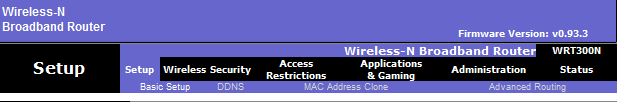 Wireless-N
Broadband Router
Firmware Version: v0.93.3
Wireless-N Broadband Router WRT300N
Setup
Setup Wireless Security Access Restrictions Applications & Gaming Administration Status
Basic Setup DDNS MAC Address Clone Advanced Routing